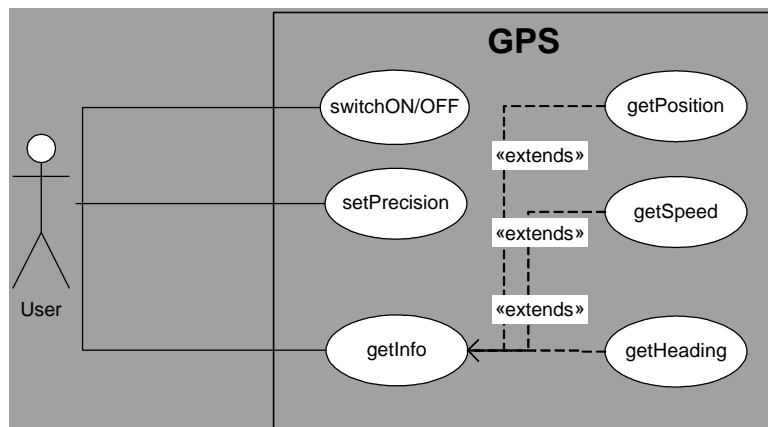 GPS
switchON/OFF
getPosition
«extends»
setPrecision
getSpeed
«extends»
User
«extends»
getInfo
getHeading